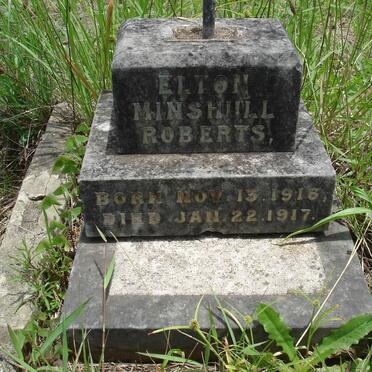 ELTON
MINSHULL
ROBERTS.
BORN NOV. 13. 1916.
DIED JAN. 22. 1917.